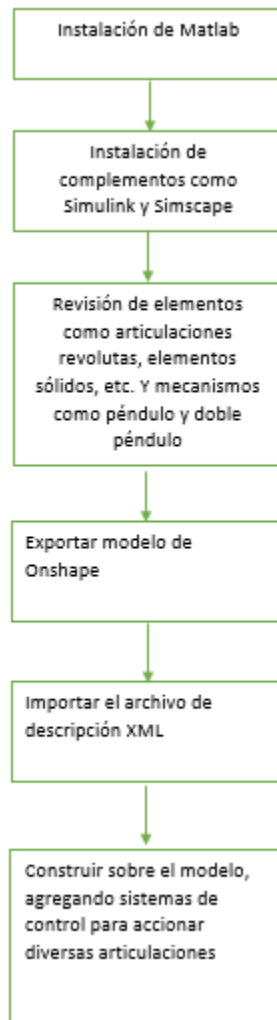 Instalación de Matlab
Instalación de
complementos como
Simulink y Simscape
Revisión de elementos
como articulaciones
revolutas, elementos
sólidos, etc. Y mecanismos
como péndulo y doble
péndulo
Exportar modelo de
Onshape
Importar el archivo de
descripción XML
Construir sobre el modelo,
agregando sistemas de
control para accionar
diversas articulaciones